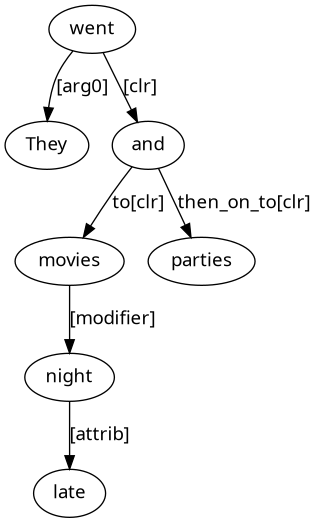 went
[arg0] [clr]
They and
to[clr] then_on_to[clr]
movies parties
[modifier]
night
[attrib]
late